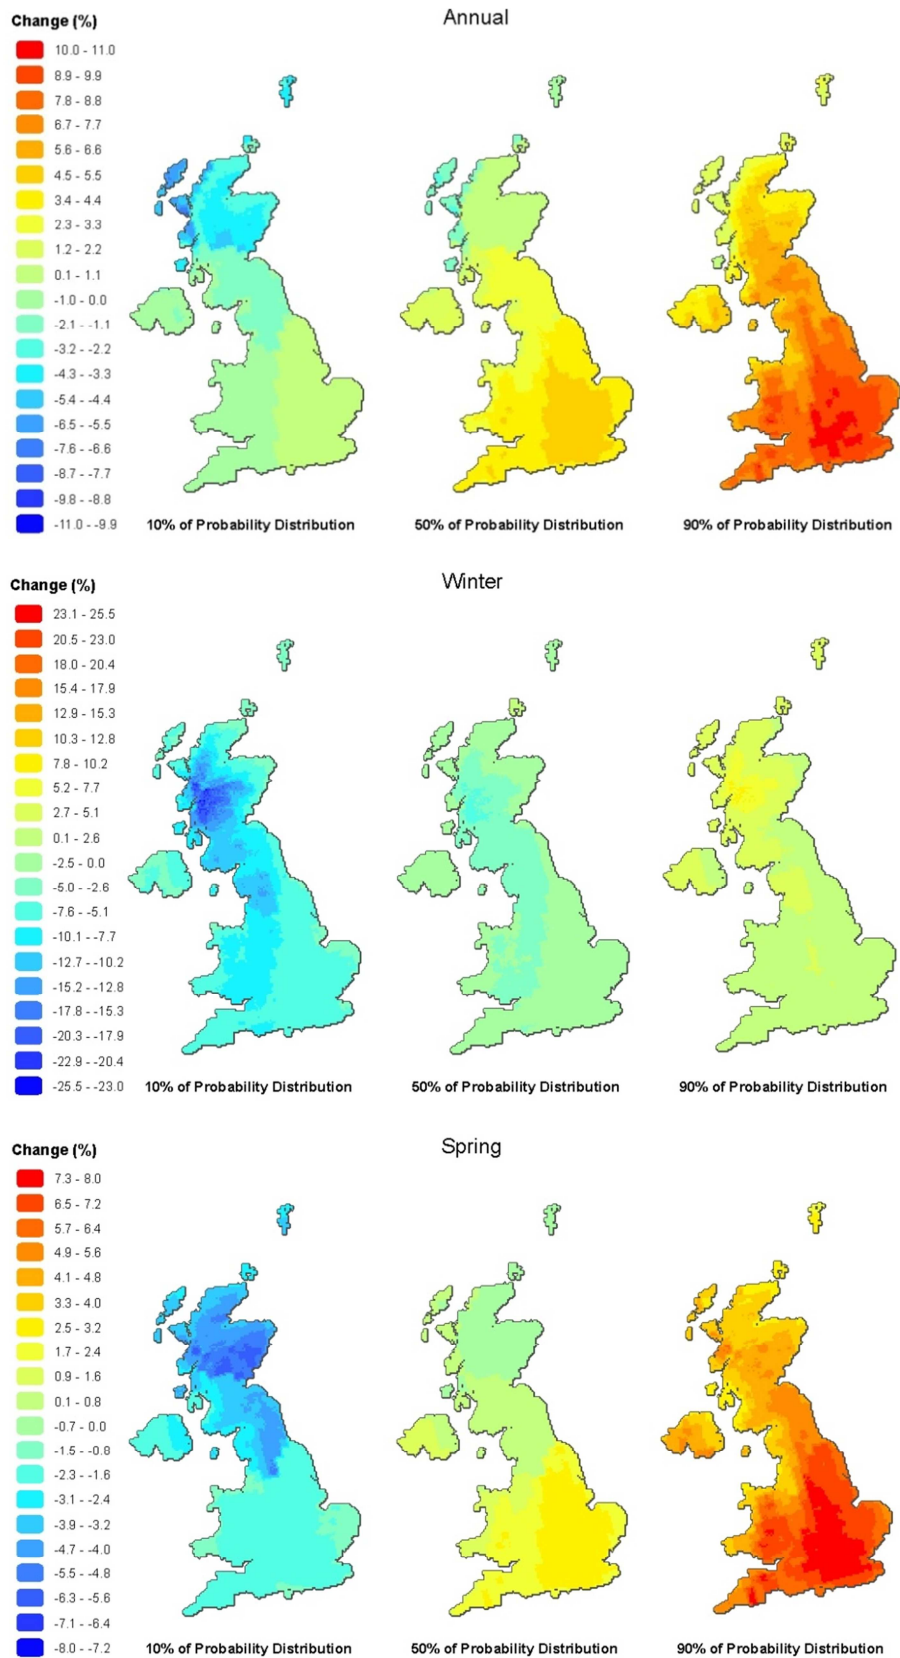 Annual
Change (%)
10.0 - 11.0
8.9 - 9.9
7.8 - 8.8
6.7 - 7.7
5.6 - 6.6
4.5 - 5.5
3.4 - 4.4
2.3 - 3.3
1.2 - 2.2
0.1 - 1.1
-1.0 - 0.0
-2.1 - -1.1
-3.2 - -2.2
-4.3 - -3.3
-5.4 - -4.4
-6.5 - -5.5
-7.6 - -6.6
-8.7 - -7.7
-9.8 - -8.8
-11.0 - -9.9
10% of Probability Distribution
50% of Probability Distribution
90% of Probability Distribution
Winter
Change (%)
23.1 - 25.5
20.5 - 23.0
18.0 - 20.4
15.4 - 17.9
12.9 - 15.3
10.3 - 12.8
7.8 - 10.2
5.2 - 7.7
2.7 - 5.1
0.1 - 2.6
-2.5 - 0.0
-5.0 - -2.6
-7.6 - -5.1
-10.1 - -7.7
-12.7 - -10.2
-15.2 - -12.8
-17.8 - -15.3
-20.3 - -17.9
-22.9 - -20.4
-25.5 - -23.0
10% of Probability Distribution
50% of Probability Distribution
90% of Probability Distribution
Spring
Change (%)
7.3 - 8.0
6.5 - 7.2
5.7 - 6.4
4.9 - 5.6
4.1 - 4.8
3.3 - 4.0
2.5 - 3.2
1.7 - 2.4
0.9 - 1.6
0.1 - 0.8
-0.7 - 0.0
-1.5 - -0.8
-2.3 - -1.6
-3.1 - -2.4
-3.9 - -3.2
-4.7 - -4.0
-5.5 - -4.8
-6.3 - -5.6
-7.1 - -6.4
-8.0 - -7.2
10% of Probability Distribution
50% of Probability Distribution
90% of Probability Distribution